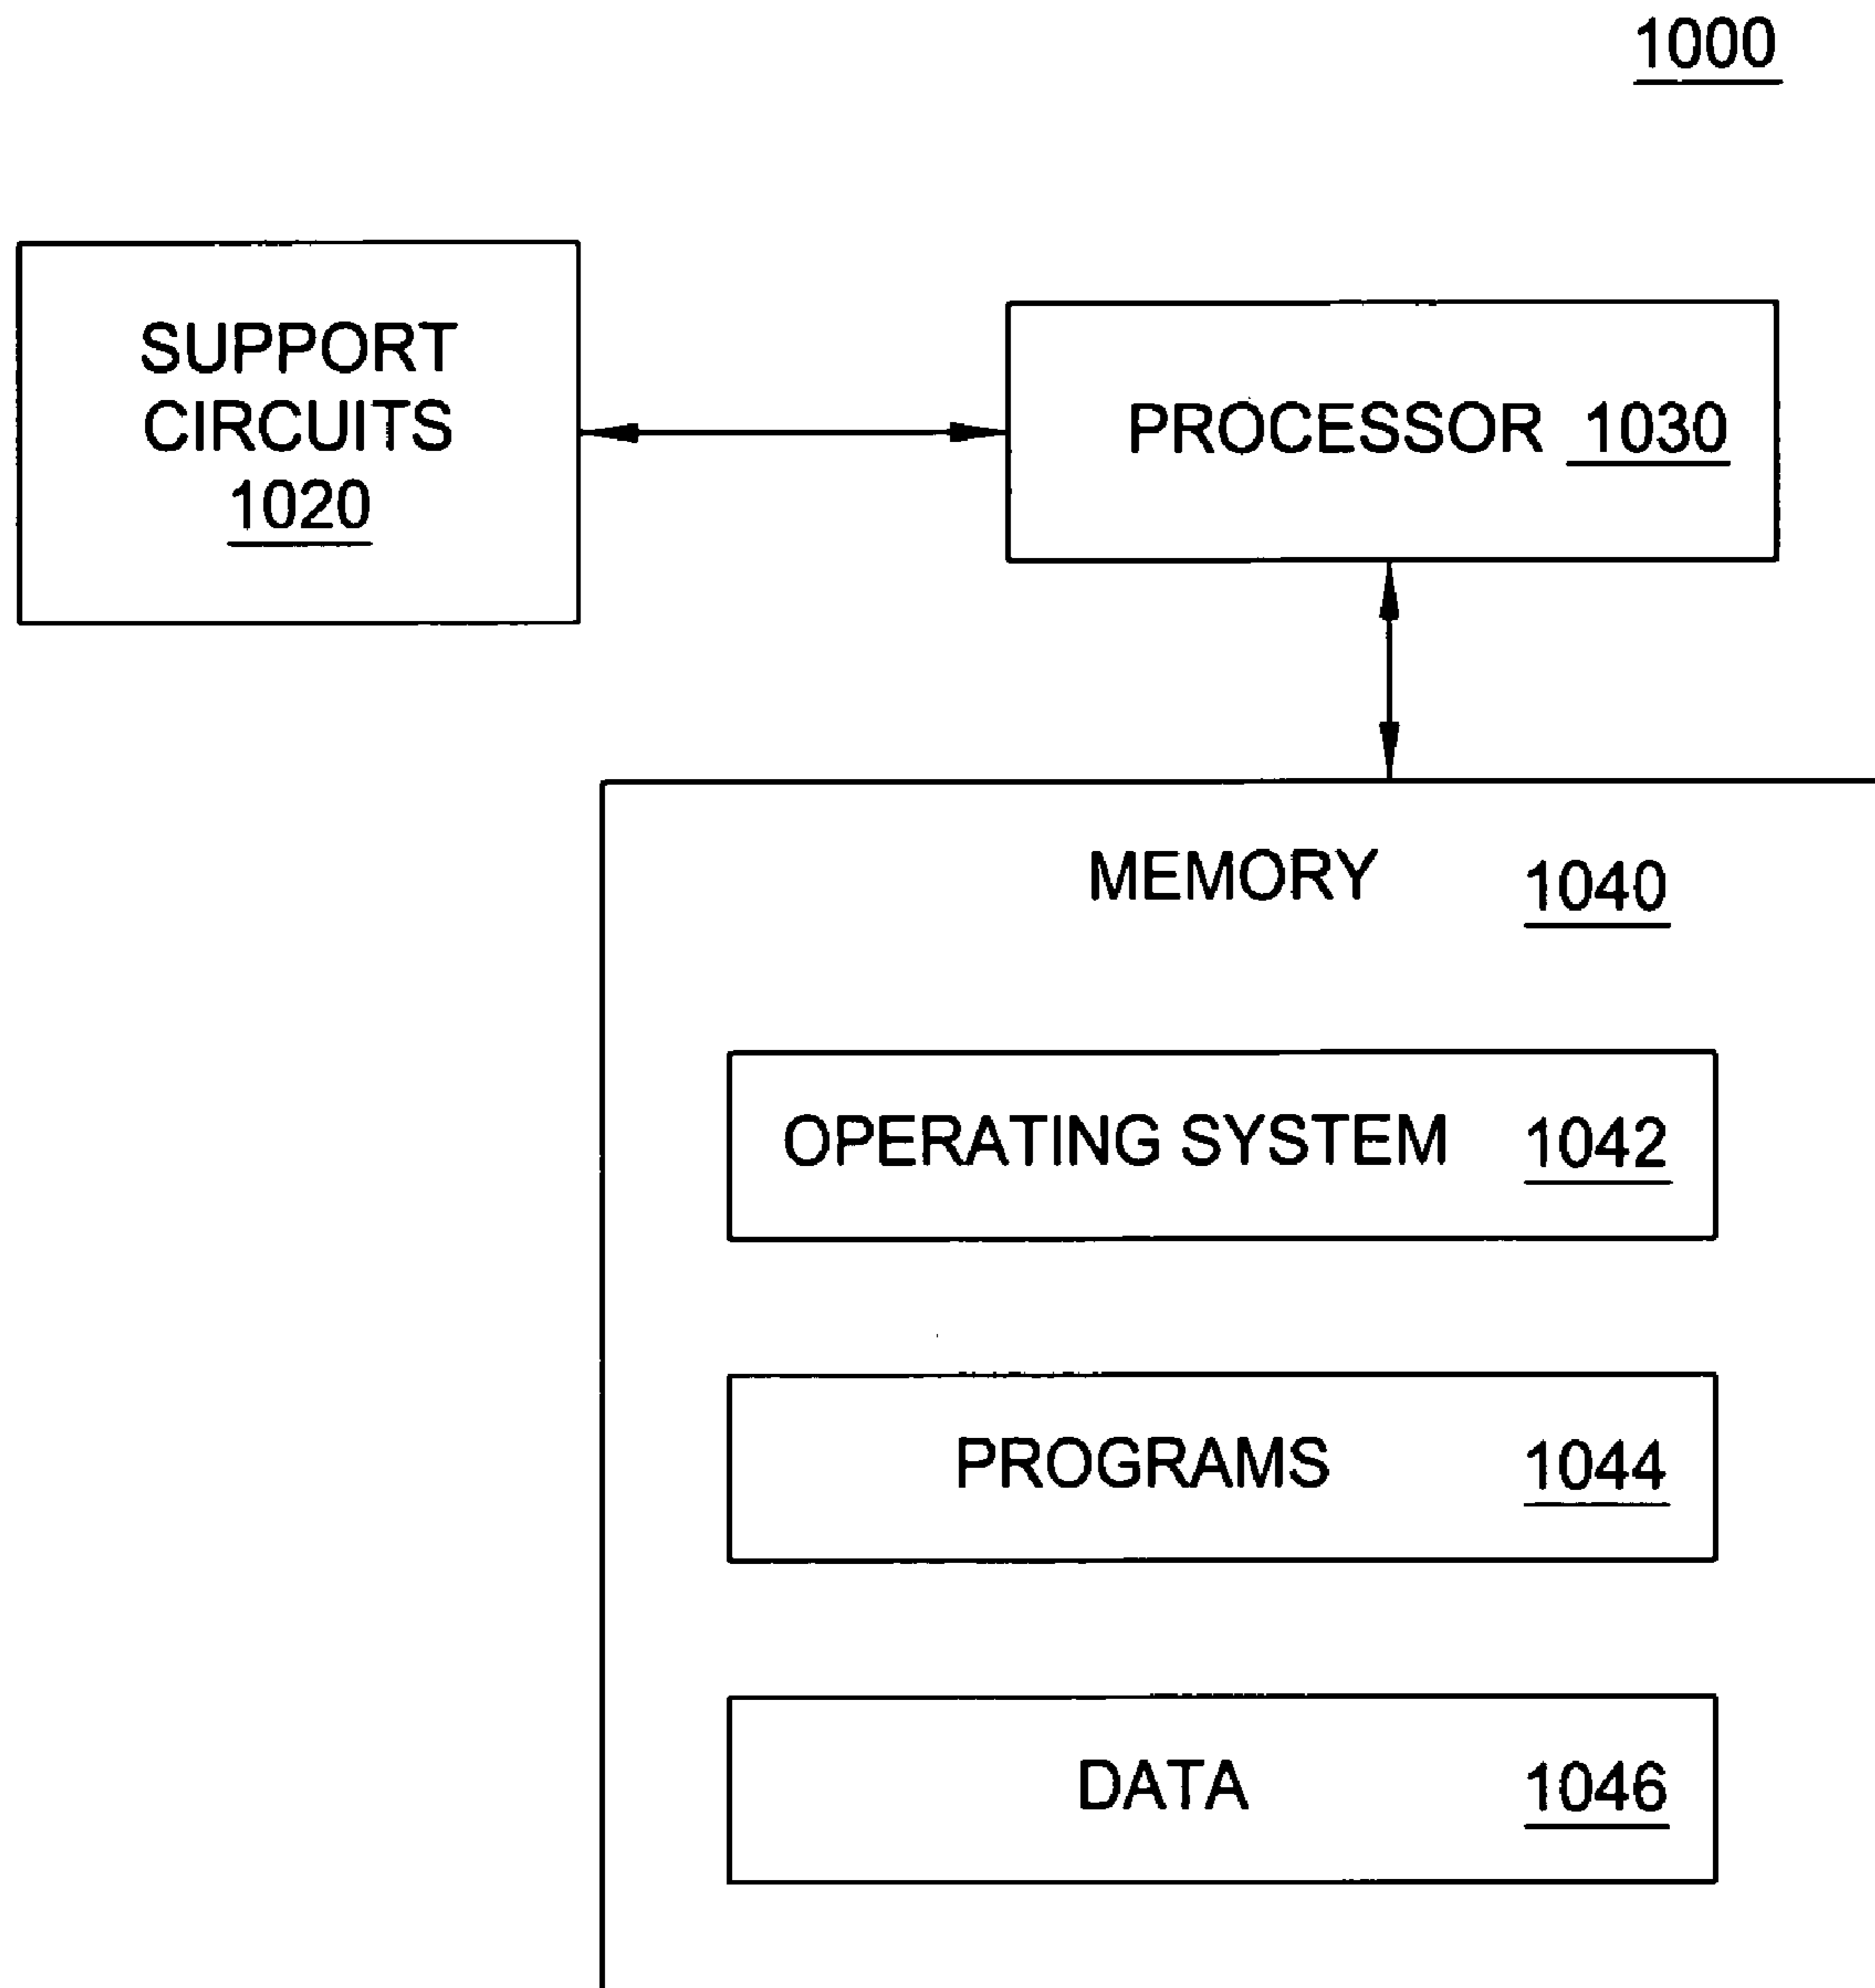 1000
SUPPORT
CIRCUITS
1020
PROCESSOR 1030
MEMORY 1040
OPERATING SYSTEM 1042
PROGRAMS 1044
DATA 1046